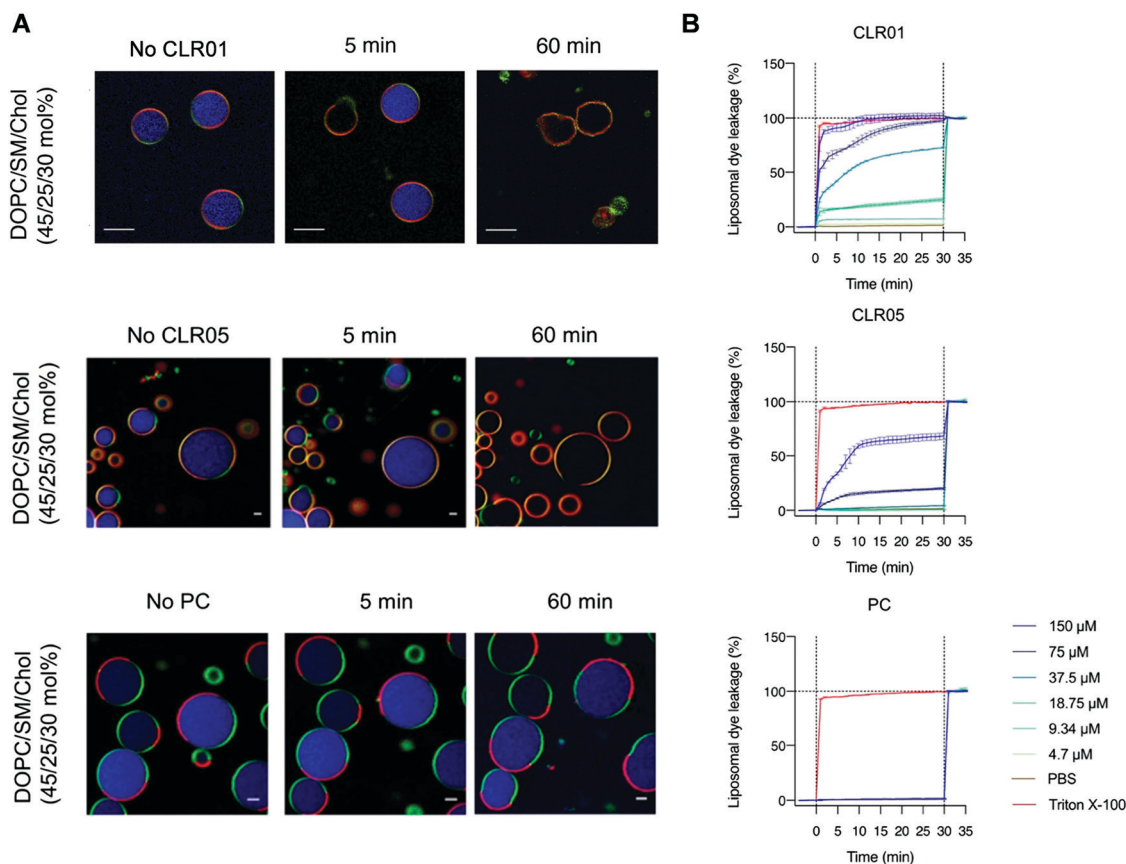 A
No CLR01
5 min
60 min
DOPC/SM/Chol
(45/25/30 mol%)
No CLR05
5 min
60 min
DOPC/SM/Chol
(45/25/30 mol%)
No PC
5 min
60 min
DOPC/SM/Chol
(45/25/30 mol%)
B
CLR01
Liposomal dye leakage (%)
150
100
50
0
0 5 10 15 20 25 30 35
Time (min)
CLR05
Liposomal dye leakage (%)
150
100
50
0
0 5 10 15 20 25 30 35
Time (min)
PC
Liposomal dye leakage (%)
150
100
50
0
0 5 10 15 20 25 30 35
Time (min)
150 µM
75 µM
37.5 µM
18.75 µM
9.34 µM
4.7 µM
PBS
Triton X-100